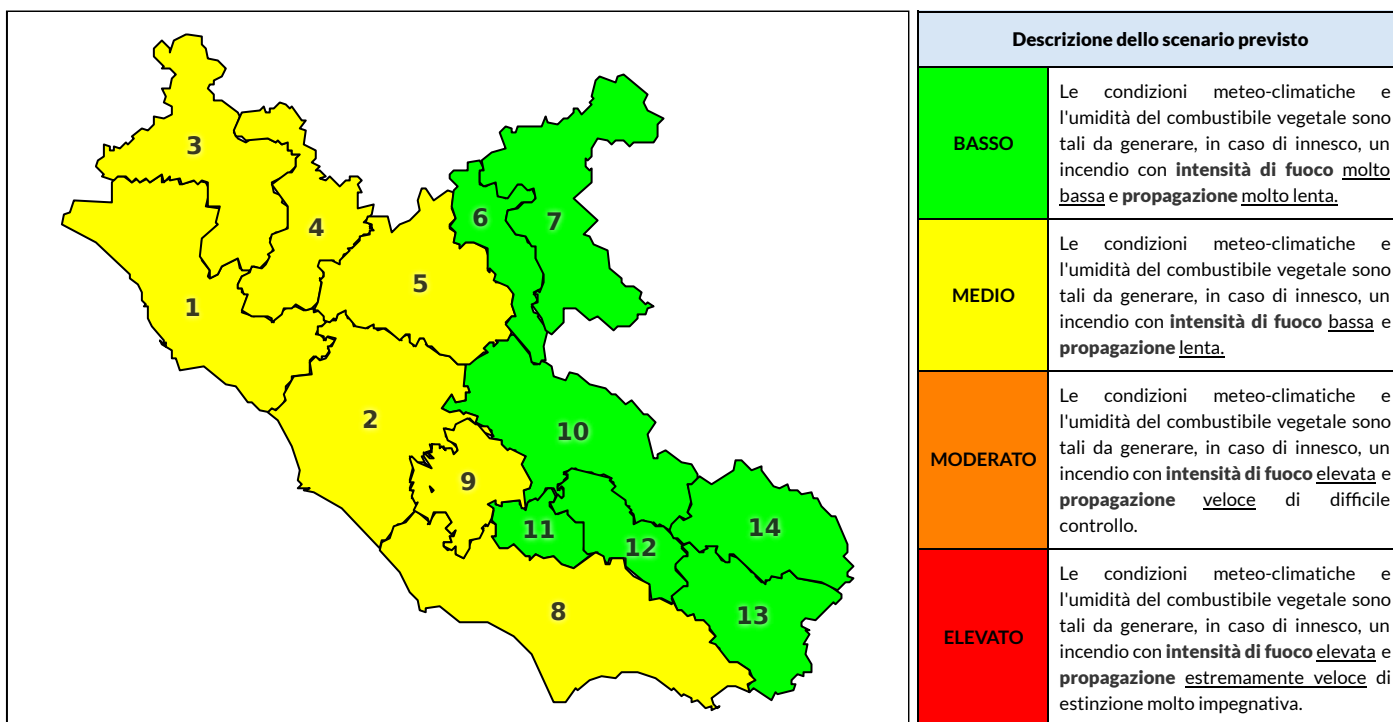 3
4
6
7
5
1
2
10
9
11
12
14
8
13
Descrizione dello scenario previsto
BASSO
Le condizioni meteo-climatiche e
l'umidità del combustibile vegetale sono
tali da generare, in caso di innesco, un
incendio con intensità di fuoco molto
bassa e propagazione molto lenta.
MEDIO
Le condizioni meteo-climatiche e
l'umidità del combustibile vegetale sono
tali da generare, in caso di innesco, un
incendio con intensità di fuoco bassa e
propagazione lenta.
MODERATO
Le condizioni meteo-climatiche e
l'umidità del combustibile vegetale sono
tali da generare, in caso di innesco, un
incendio con intensità di fuoco elevata e
propagazione veloce di difficile
controllo.
ELEVATO
Le condizioni meteo-climatiche e
l'umidità del combustibile vegetale sono
tali da generare, in caso di innesco, un
incendio con intensità di fuoco elevata e
propagazione estremamente veloce di
estinzione molto impegnativa.